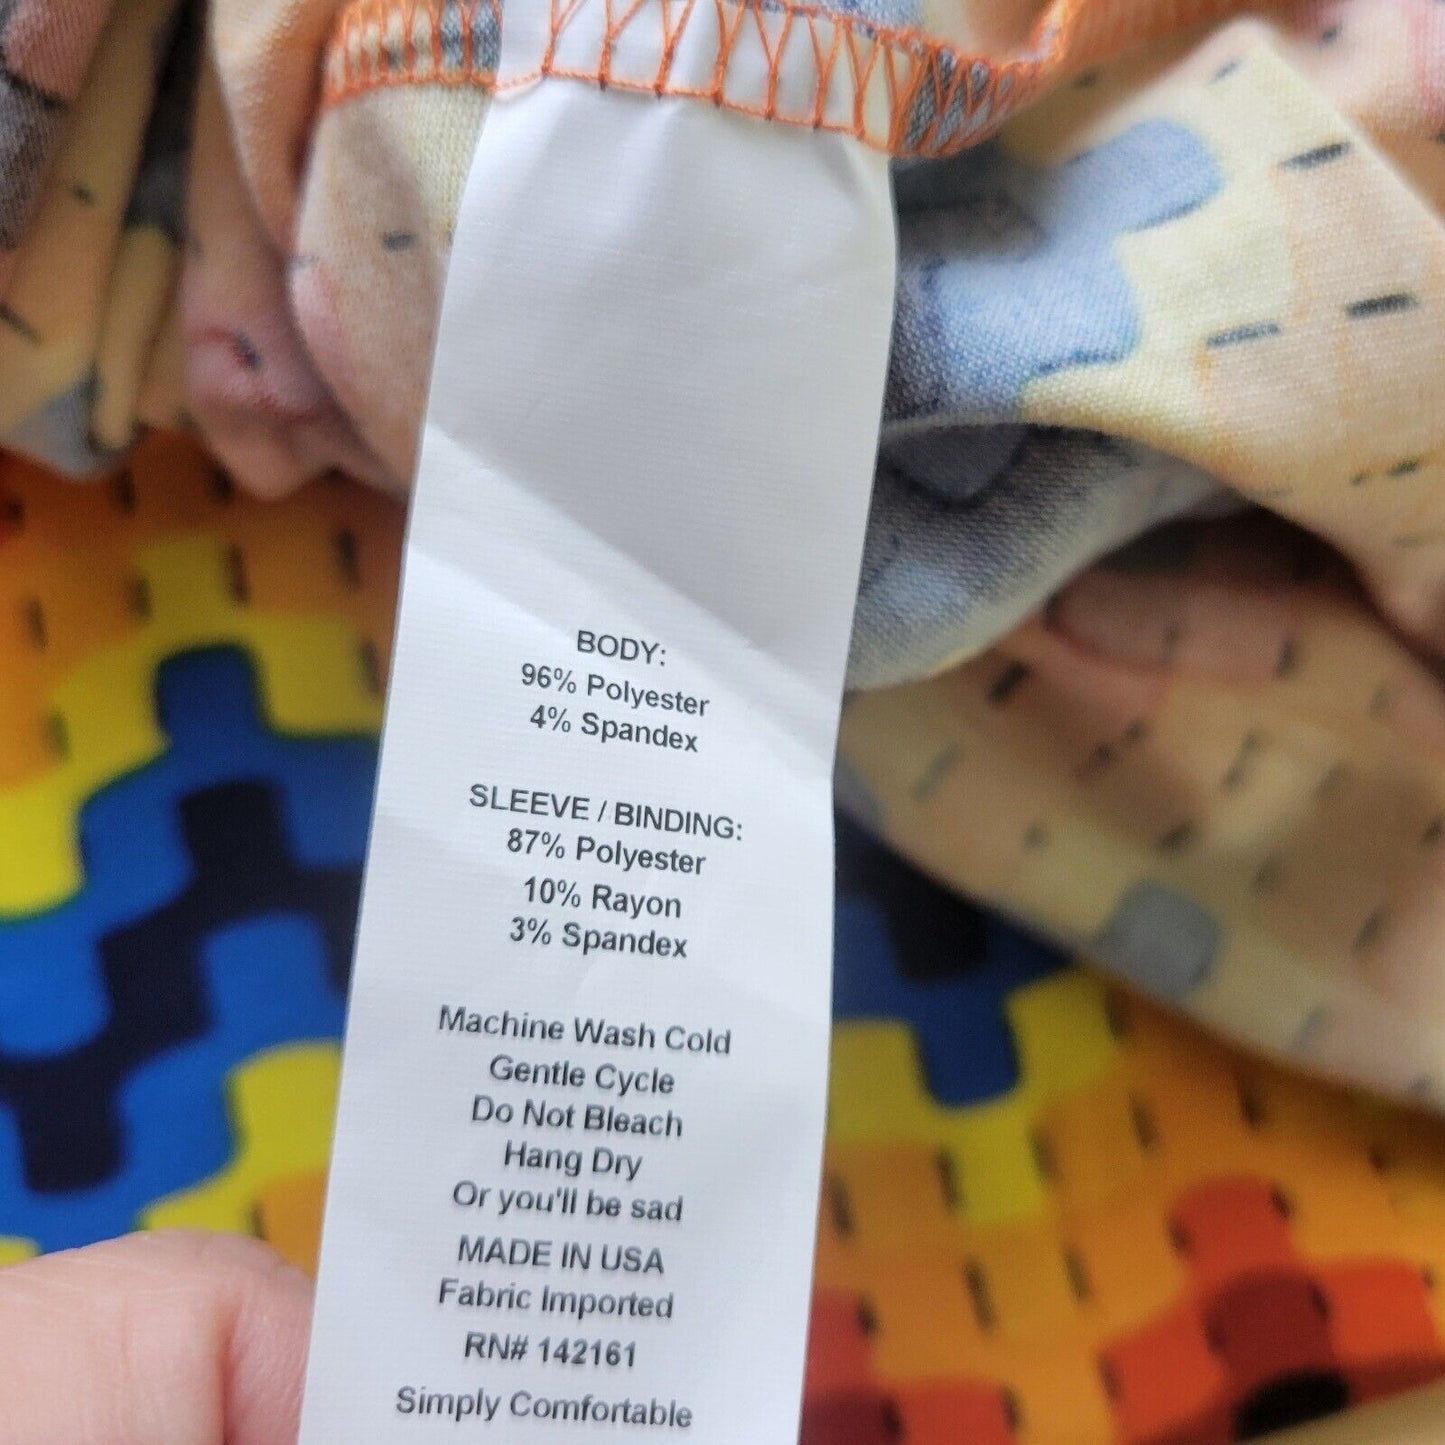 BODY:
96% Polyester
4% Spandex
SLEEVE / BINDING:
87% Polyester
10% Rayon
3% Spandex
Machine Wash Cold
Gentle Cycle
Do Not Bleach
Hang Dry
Or you'll be sad
MADE IN USA
Fabric Imported
RN# 142161
Simply Comfortable